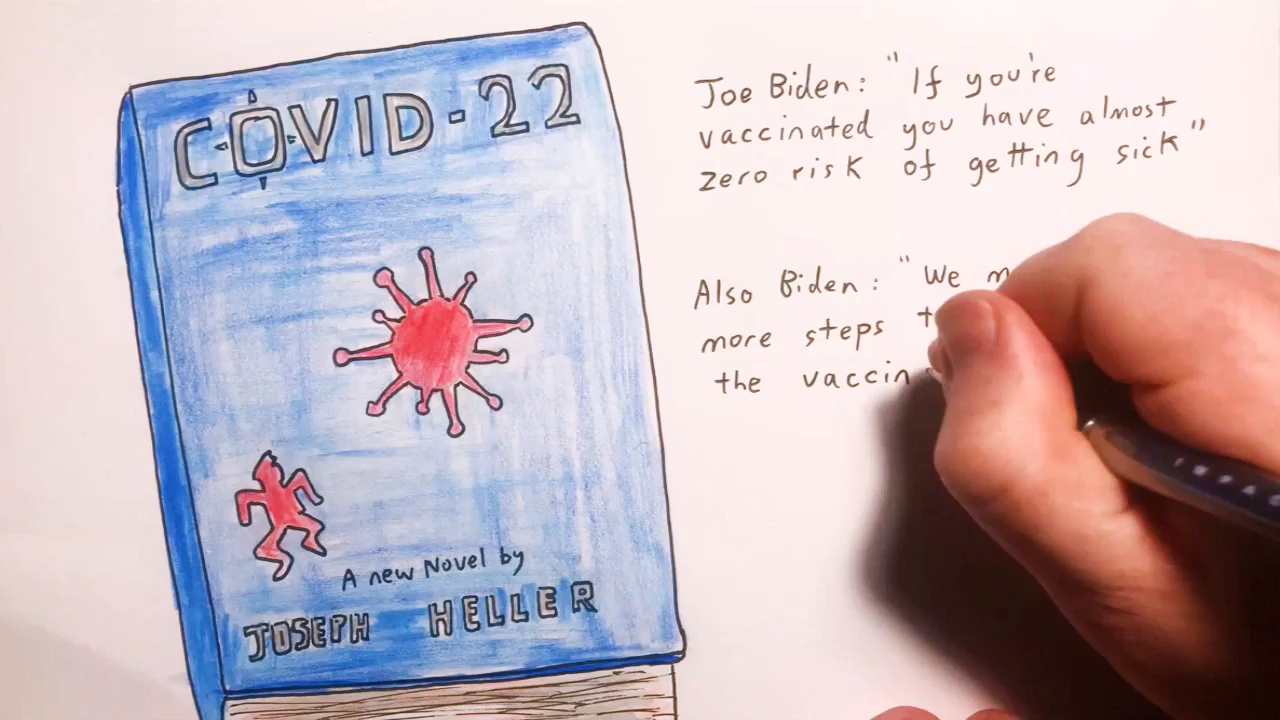 COVID-22
A new Novel by
JOSEPH HELLER
Joe Biden: "If you're
vaccinated you have almost
zero risk of getting sick"
Also Biden: "We
more steps
the